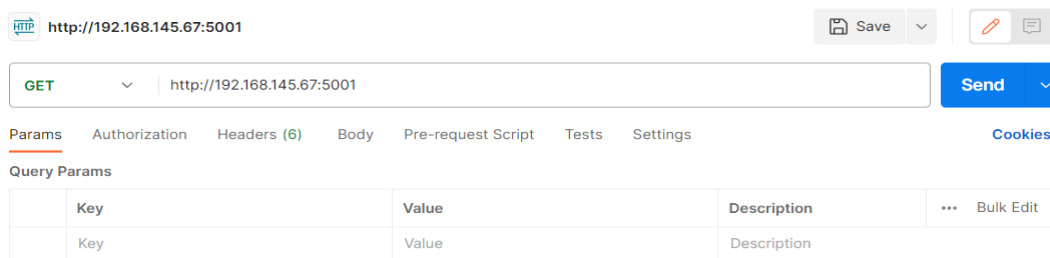 HTTP http://192.168.145.67:5001 Save
GET http://192.168.145.67:5001 Send
Params Authorization Headers (6) Body Pre-request Script Tests Settings Cookies
Query Params
Key Value Description ••• Bulk Edit
Key Value Description